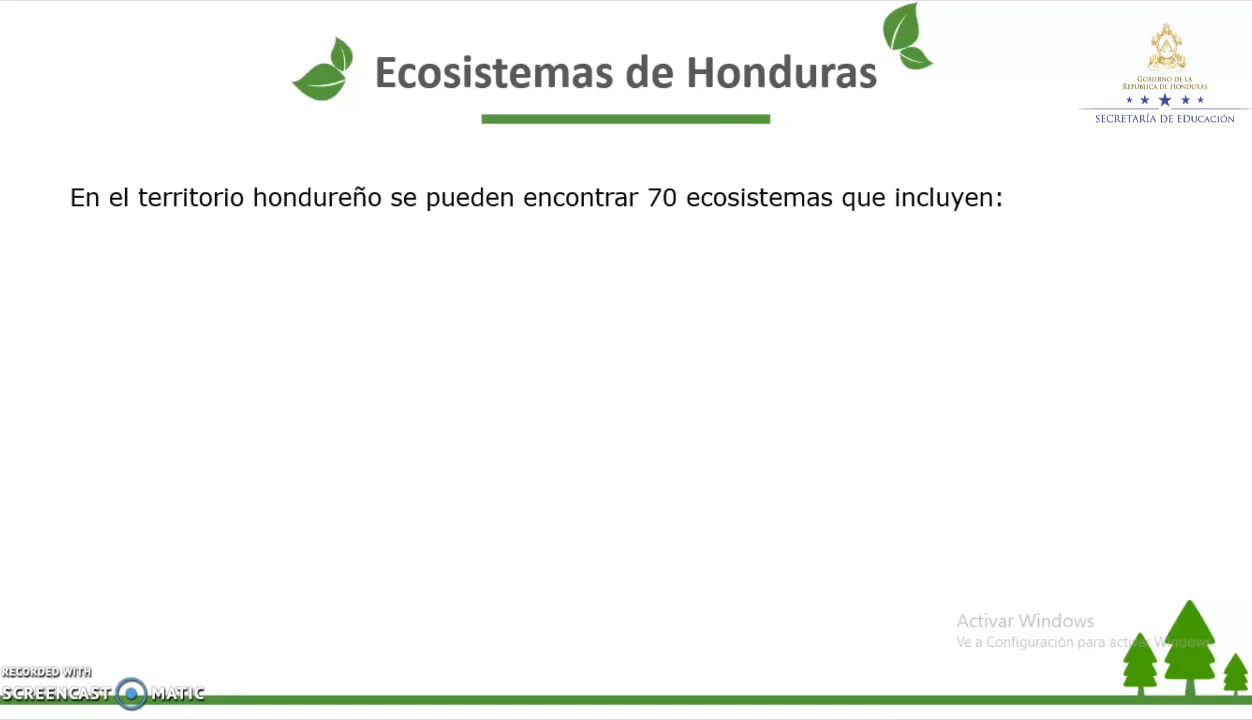 Ecosistemas de Honduras
GOBIERNO DE LA
REPÚBLICA DE HONDURAS
SECRETARÍA DE EDUCACIÓN
En el territorio hondureño se pueden encontrar 70 ecosistemas que incluyen:
Activar Windows
Ve a Configuración para activar Windows.
RECORDED WITH
SCREENCAST MATIC